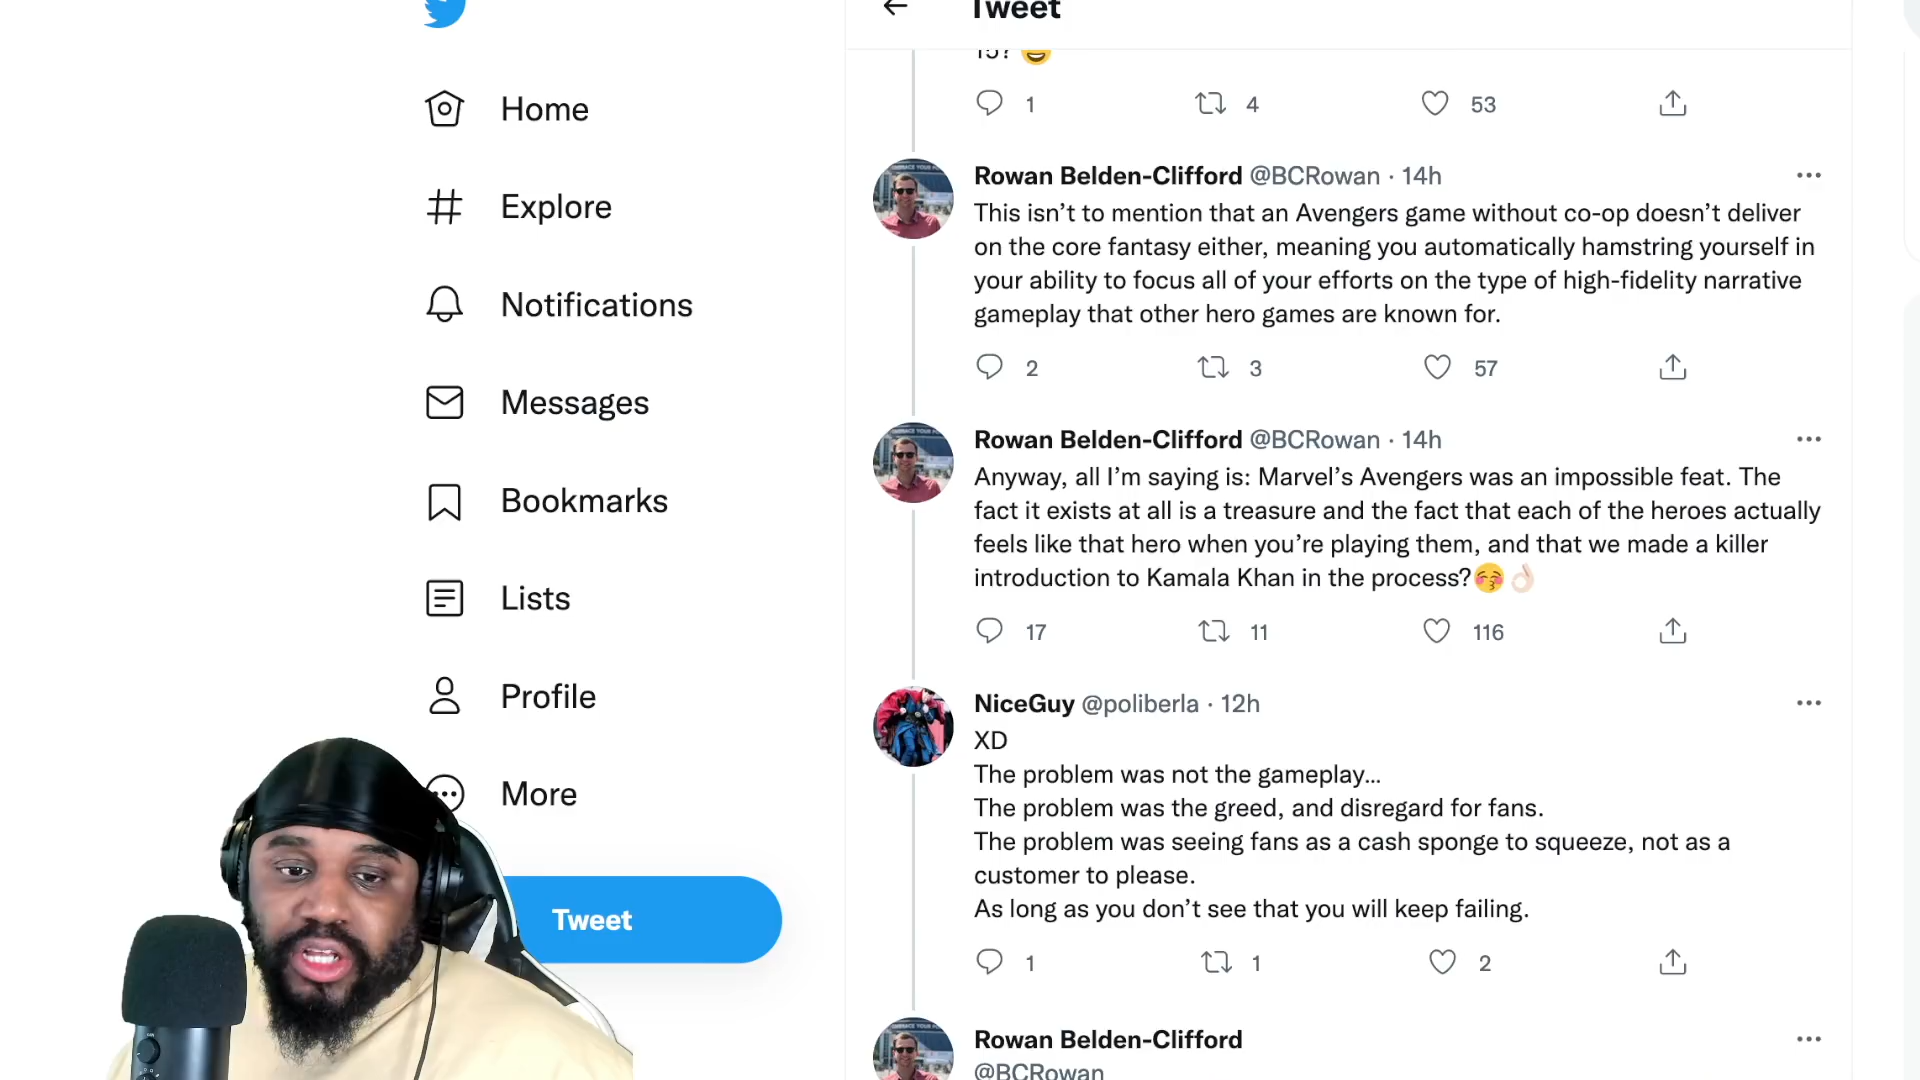 Tweet
15? 😄
1 4 53
Home
Explore
Notifications
Messages
Bookmarks
Lists
Profile
More
Tweet
Rowan Belden-Clifford @BCRowan · 14h
This isn’t to mention that an Avengers game without co-op doesn’t deliver
on the core fantasy either, meaning you automatically hamstring yourself in
your ability to focus all of your efforts on the type of high-fidelity narrative
gameplay that other hero games are known for.
2 3 57
Rowan Belden-Clifford @BCRowan · 14h
Anyway, all I’m saying is: Marvel’s Avengers was an impossible feat. The
fact it exists at all is a treasure and the fact that each of the heroes actually
feels like that hero when you’re playing them, and that we made a killer
introduction to Kamala Khan in the process?😚👌🏻
17 11 116
NiceGuy @poliberla · 12h
XD
The problem was not the gameplay...
The problem was the greed, and disregard for fans.
The problem was seeing fans as a cash sponge to squeeze, not as a
customer to please.
As long as you don’t see that you will keep failing.
1 1 2
Rowan Belden-Clifford
@BCRowan